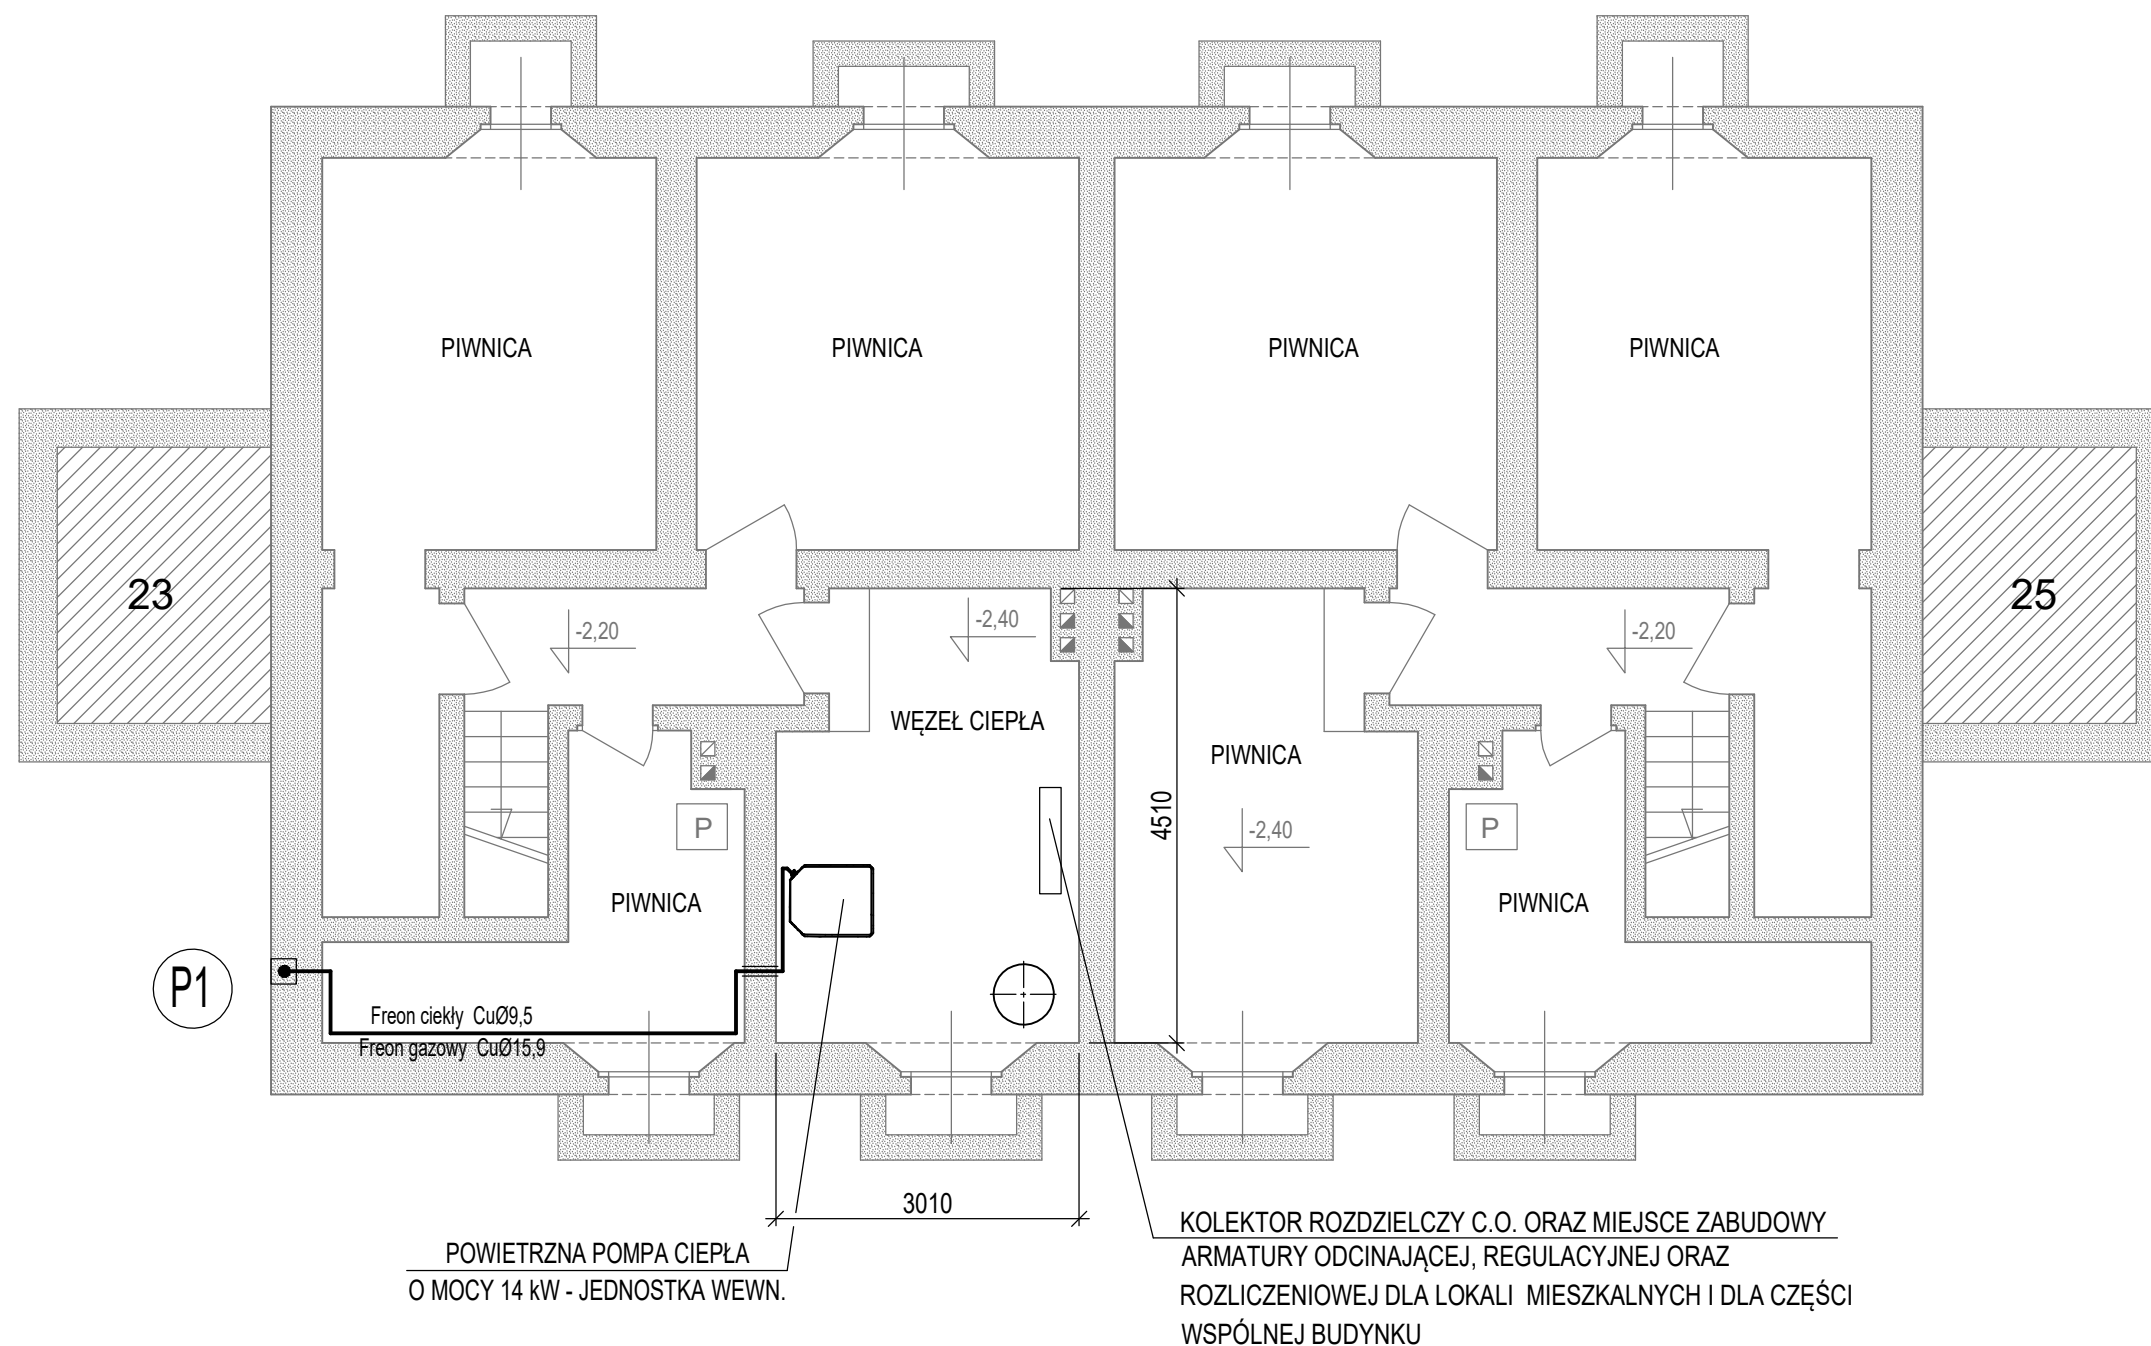 PIWNICA
PIWNICA
PIWNICA
PIWNICA
23
25
-2,20
-2,40
-2,20
WĘZEŁ CIEPŁA
PIWNICA
4510
P
-2,40
P
PIWNICA
PIWNICA
P1
Freon ciekły CuØ9,5
Freon gazowy CuØ15,9
3010
POWIETRZNA POMPA CIEPŁA
O MOCY 14 kW - JEDNOSTKA WEWN.
KOLEKTOR ROZDZIELCZY C.O. ORAZ MIEJSCE ZABUDOWY
ARMATURY ODCINAJĄCEJ, REGULACYJNEJ ORAZ
ROZLICZENIOWEJ DLA LOKALI MIESZKALNYCH I DLA CZĘŚCI
WSPÓLNEJ BUDYNKU